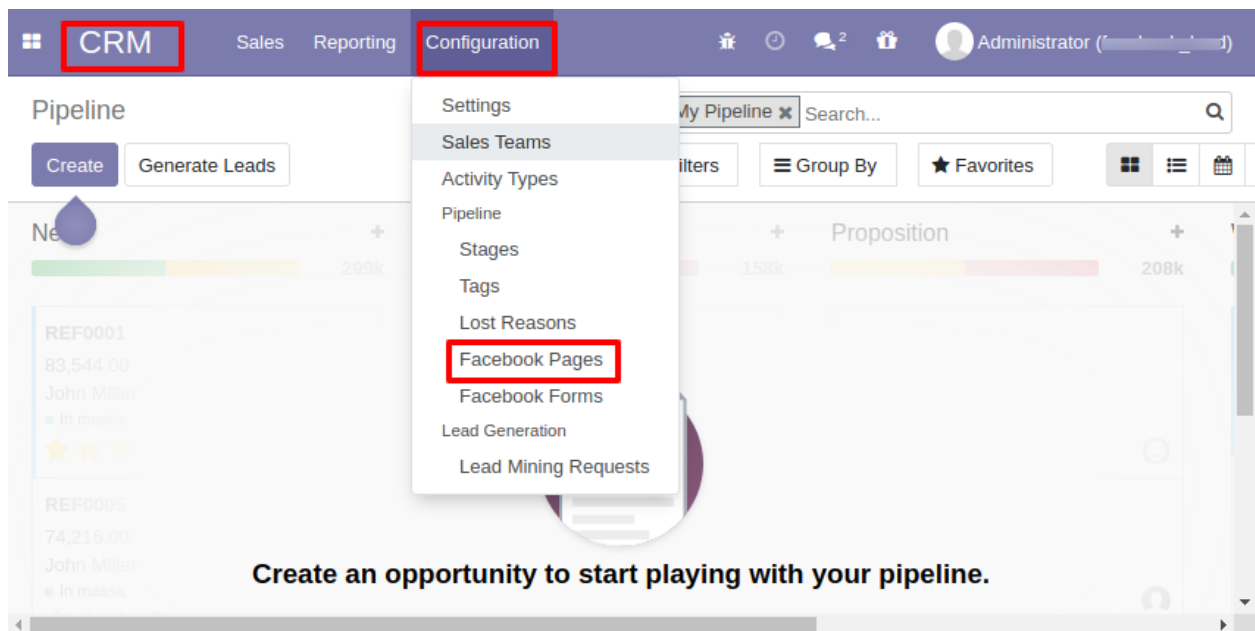 CRM Sales Reporting Configuration 2 Administrator (
Pipeline
My Pipeline Search...
Create Generate Leads
Group By Favorites
Settings
Sales Teams
Activity Types
Pipeline
Stages
Tags
Lost Reasons
Facebook Pages
Facebook Forms
Lead Generation
Lead Mining Requests
Proposition
299k 158k 208k
REF0001
83,544.00
John Miller
REF0005
74,216.00
John Miller
Create an opportunity to start playing with your pipeline.